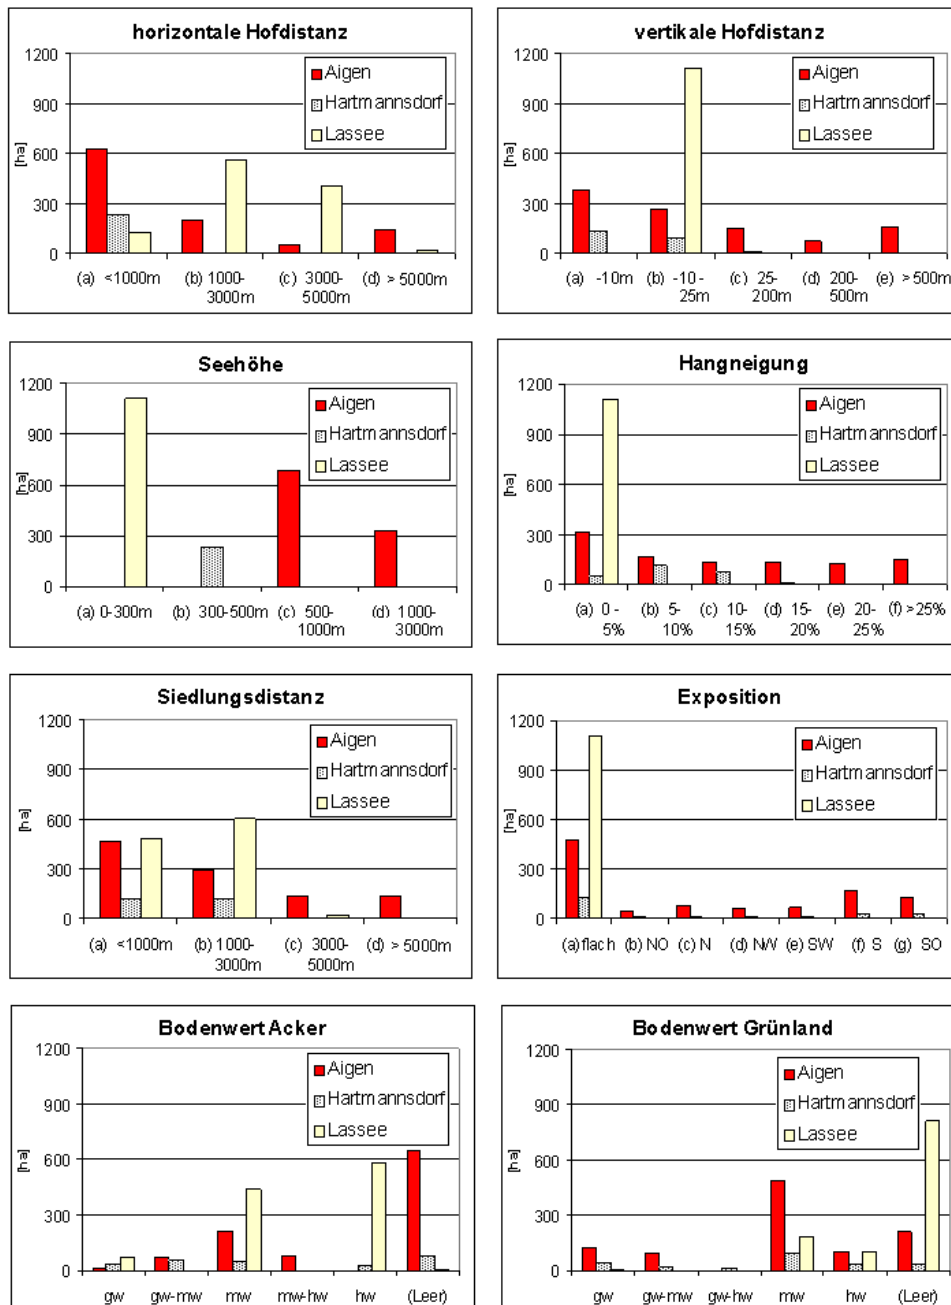 horizontale Hofdistanz
1200
900
600
300
0
[ha]
Aigen
Hartmannsdorf
Lassee
(a) <1000m (b) 1000- (c) 3000- (d) > 5000m
3000m 5000m
vertikale Hofdistanz
1200
900
600
300
0
[ha]
Aigen
Hartmannsdorf
Lassee
(a) -10m (b) -10 - (c) 25- (d) 200- (e) > 500m
25m 200m 500m
Seehöhe
1200
900
600
300
0
[ha]
Aigen
Hartmannsdorf
Lassee
(a) 0-300m (b) 300-500m (c) 500- (d) 1000-
1000m 3000m
Hangneigung
1200
900
600
300
0
[ha]
Aigen
Hartmannsdorf
Lassee
(a) 0 - (b) 5- (c) 10- (d) 15- (e) 20- (f) >25%
5% 10% 15% 20% 25%
Siedlungsdistanz
1200
900
600
300
0
[ha]
Aigen
Hartmannsdorf
Lassee
(a) <1000m (b) 1000- (c) 3000- (d) > 5000m
3000m 5000m
Exposition
1200
900
600
300
0
[ha]
Aigen
Hartmannsdorf
Lassee
(a) flach (b) NO (c) N (d) NW (e) SW (f) S (g) SO
Bodenwert Acker
1200
900
600
300
0
[ha]
Aigen
Hartmannsdorf
Lassee
gw gw-mw mw mw-hw hw (Leer)
Bodenwert Grünland
1200
900
600
300
0
[ha]
Aigen
Hartmannsdorf
Lassee
gw gw-mw gw-hw mw hw (Leer)